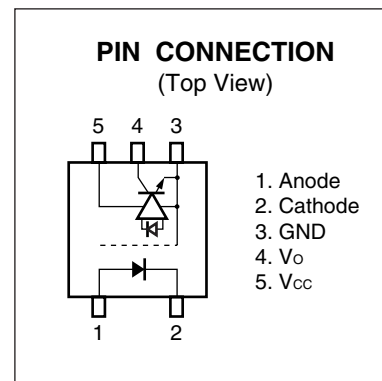 PIN CONNECTION
(Top View)
5 4 3
1. Anode
2. Cathode
3. GND
4. VO
5. VCC
1 2